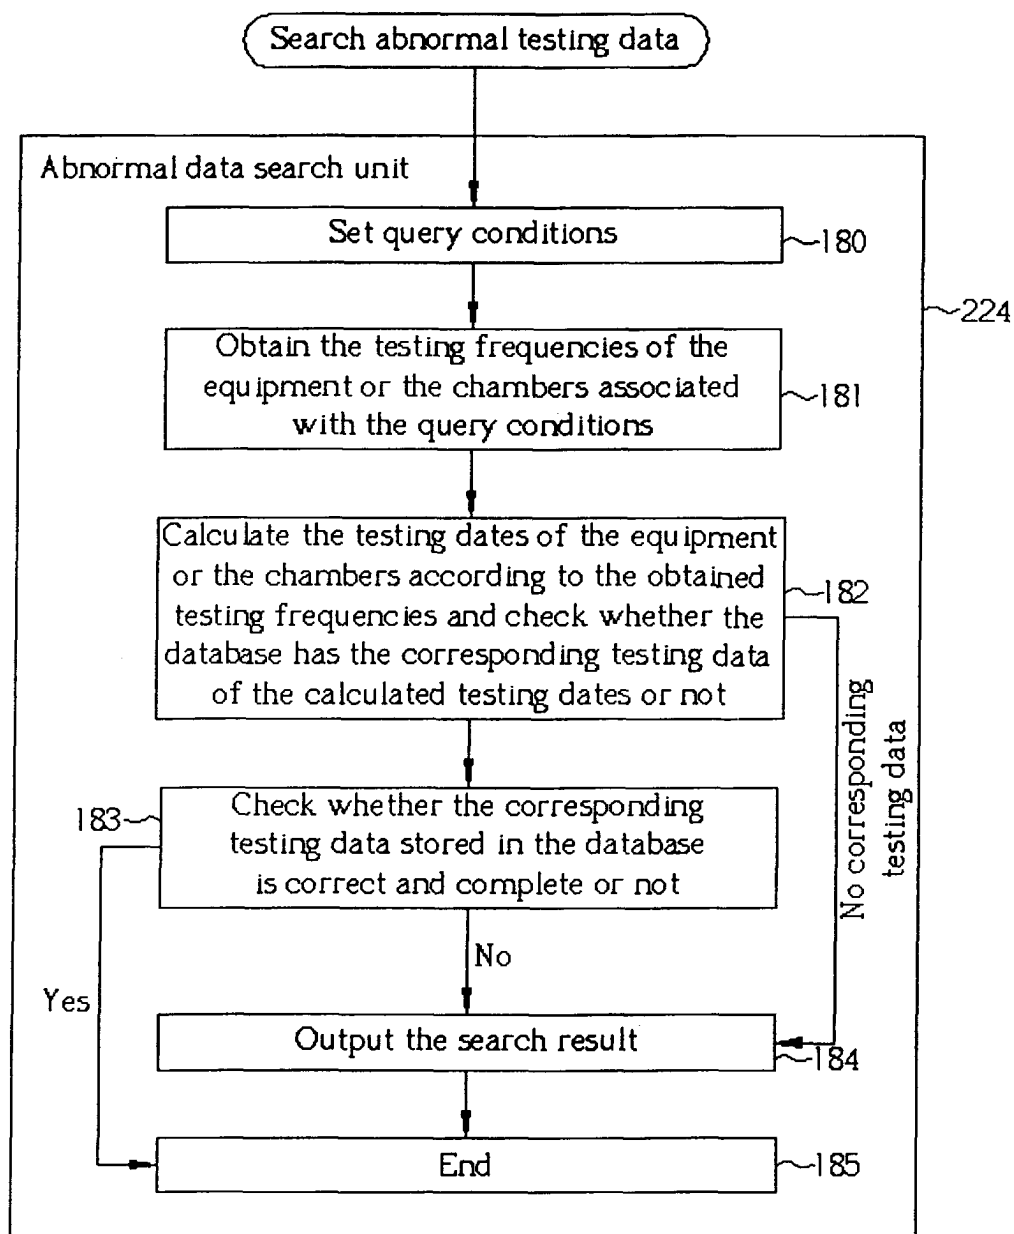 Search abnormal testing data
Abnormal data search unit
Set query conditions
180
224
Obtain the testing frequencies of the
equipment or the chambers associated
with the query conditions
181
Calculate the testing dates of the equipment
or the chambers according to the obtained
testing frequencies and check whether the
database has the corresponding testing data
of the calculated testing dates or not
182
No corresponding
testing data
183
Check whether the corresponding
testing data stored in the database
is correct and complete or not
No
Yes
Output the search result
184
End
185